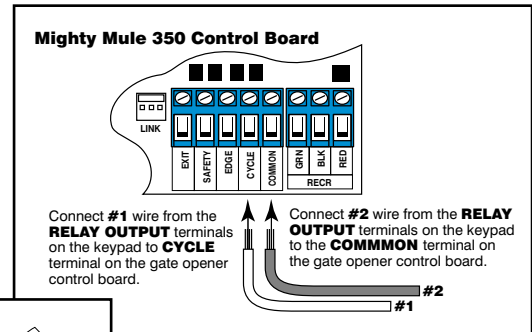 Mighty Mule 350 Control Board
LINK
EXIT
SAFETY
EDGE
CYCLE
COMMON
GRN
BLK
RED
RECR
Connect #1 wire from the
RELAY OUTPUT terminals
on the keypad to CYCLE
terminal on the gate opener
control board.
Connect #2 wire from the RELAY
OUTPUT terminals on the keypad
to the COMMMON terminal on
the gate opener control board.
#2
#1